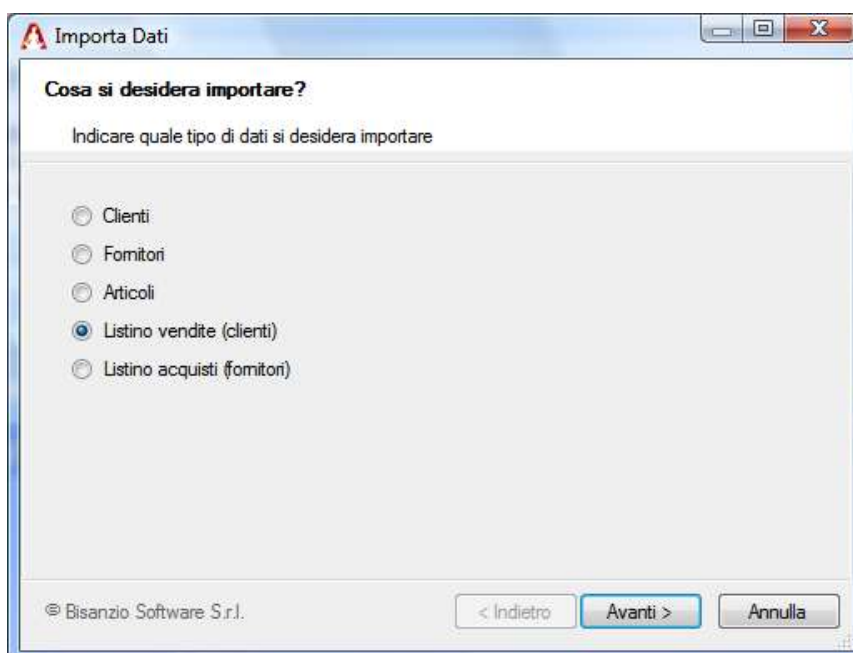 Importa Dati
Cosa si desidera importare?
Indicare quale tipo di dati si desidera importare
Clienti
Fornitori
Articoli
Listino vendite (clienti)
Listino acquisti (fornitori)
© Bisanzio Software S.r.l.
< Indietro Avanti > Annulla